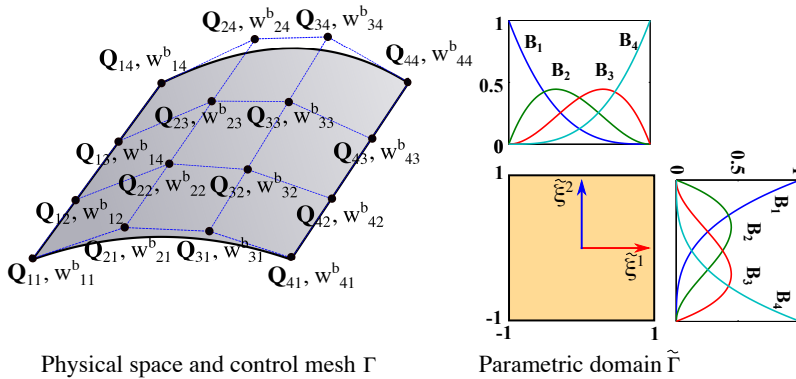 Q24, wb24
Q34, wb34
Q14, wb14
Q44, wb44
Q23, wb23
Q33, wb33
Q13, wb14
Q43, wb43
Q22, wb22
Q32, wb32
Q12, wb12
Q42, wb42
Q21, wb21
Q31, wb31
Q11, wb11
Q41, wb41
Physical space and control mesh Γ
1
0.5
0
B1
B2
B3
B4
1
-1
-1
1
ξ̃2
ξ̃1
0
0.5
1
B1
B2
B3
B4
Parametric domain Γ̃